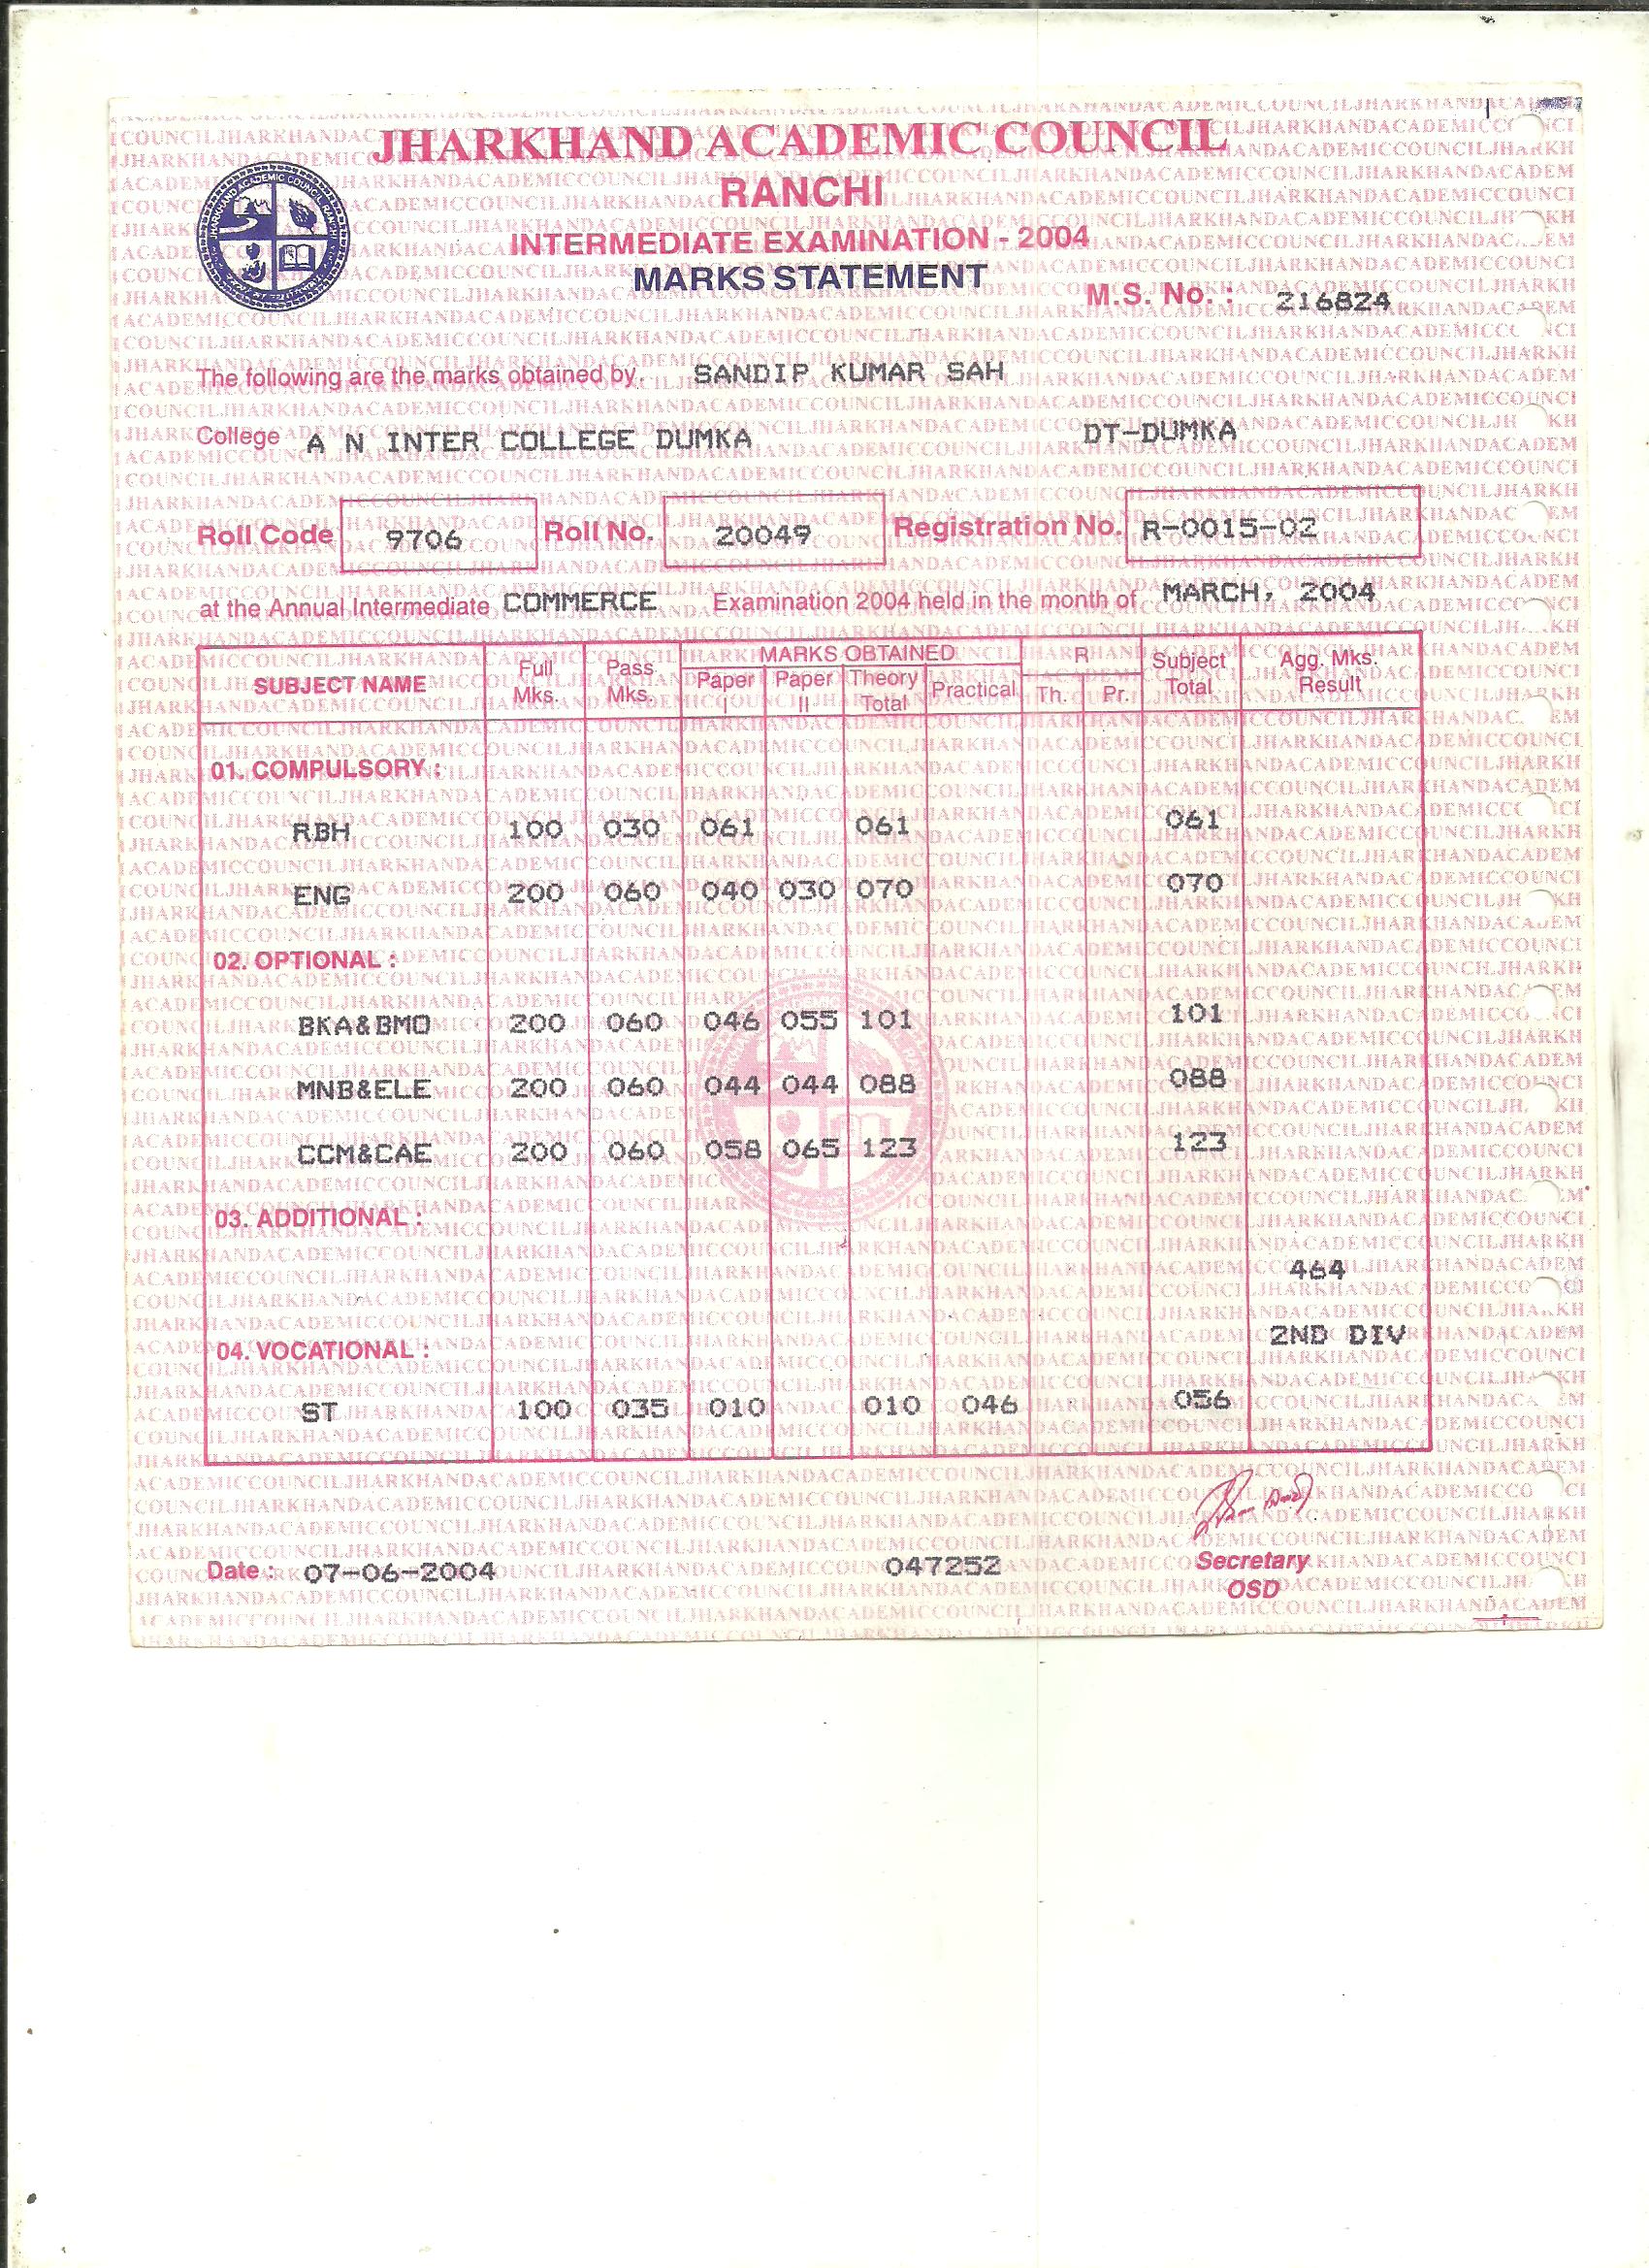 JHARKHAND ACADEMIC COUNCIL
RANCHI
INTERMEDIATE EXAMINATION - 2004
MARKS STATEMENT
M.S. No. : 216824
The following are the marks obtained by. SANDIP KUMAR SAH
College A N INTER COLLEGE DUMKA DT-DUMKA
Roll Code 9706 Roll No. 20049 Registration No. R-0015-02
at the Annual Intermediate COMMERCE Examination 2004 held in the month of MARCH, 2004
SUBJECT NAME Full Mks. Pass Mks. MARKS OBTAINED Paper I Paper II Theory Total Practical R Th. Pr. Subject Total Agg. Mks. Result
01. COMPULSORY :
RBH 100 030 061 061 061
ENG 200 060 040 030 070 070
02. OPTIONAL :
BKA&BMO 200 060 046 055 101 101
MNB&ELE 200 060 044 044 088 088
CCM&CAE 200 060 058 065 123 123
03. ADDITIONAL :
464
2ND DIV
04. VOCATIONAL :
ST 100 035 010 010 046 056
Date : 07-06-2004 047252 Secretary
OSD